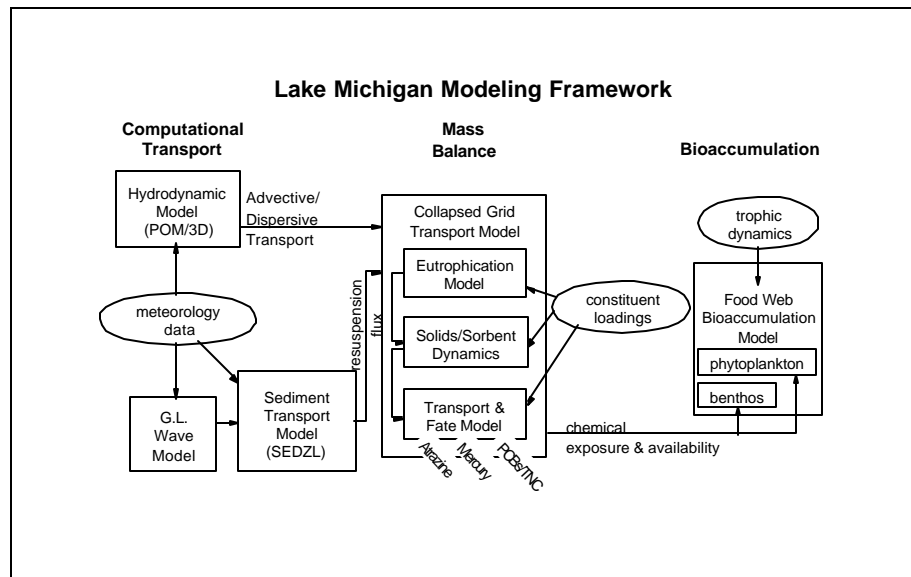 Lake Michigan Modeling Framework
Computational
Transport
Mass
Balance
Bioaccumulation
Hydrodynamic
Model
(POM/3D)
Advective/
Dispersive
Transport
meteorology
data
G.L.
Wave
Model
Sediment
Transport
Model
(SEDZL)
resuspension
flux
Collapsed Grid
Transport Model
Eutrophication
Model
Solids/Sorbent
Dynamics
Transport &
Fate Model
Atrazine
Mercury
PCBs/TNC
constituent
loadings
chemical
exposure & availability
trophic
dynamics
Food Web
Bioaccumulation
Model
phytoplankton
benthos